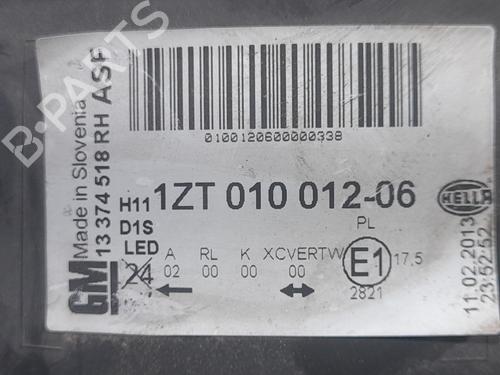 B-PARTS
GM
Made in Slovenia
13 374 518 RH ASF
0100120600000338
H11 1ZT 010 012-06
D1S
LED
PL
HELLA
24 A RL K XCVERTW E1 17,5
02 00 00 00
2821
11.02.2013
23:52:52